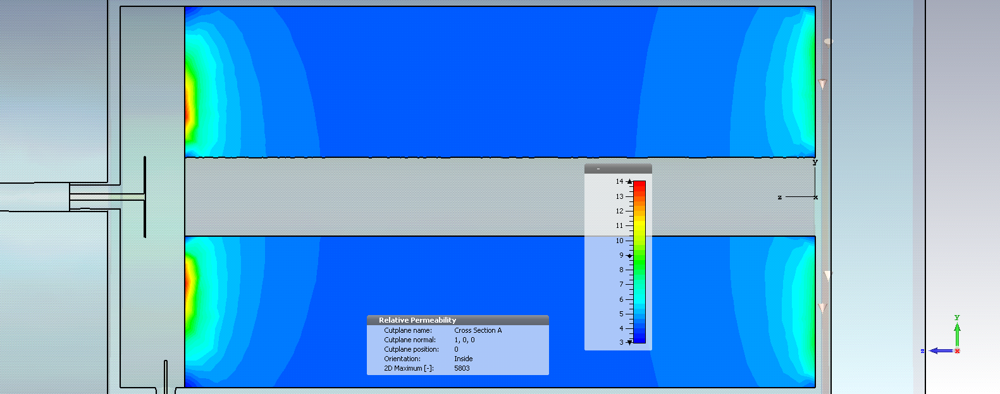 y
z
x
-
14
13
12
11
10
9
8
7
6
5
4
3
Relative Permeability
Cutplane name: Cross Section A
Cutplane normal: 1, 0, 0
Cutplane position: 0
Orientation: Inside
2D Maximum [-]: 5803
y
z
x